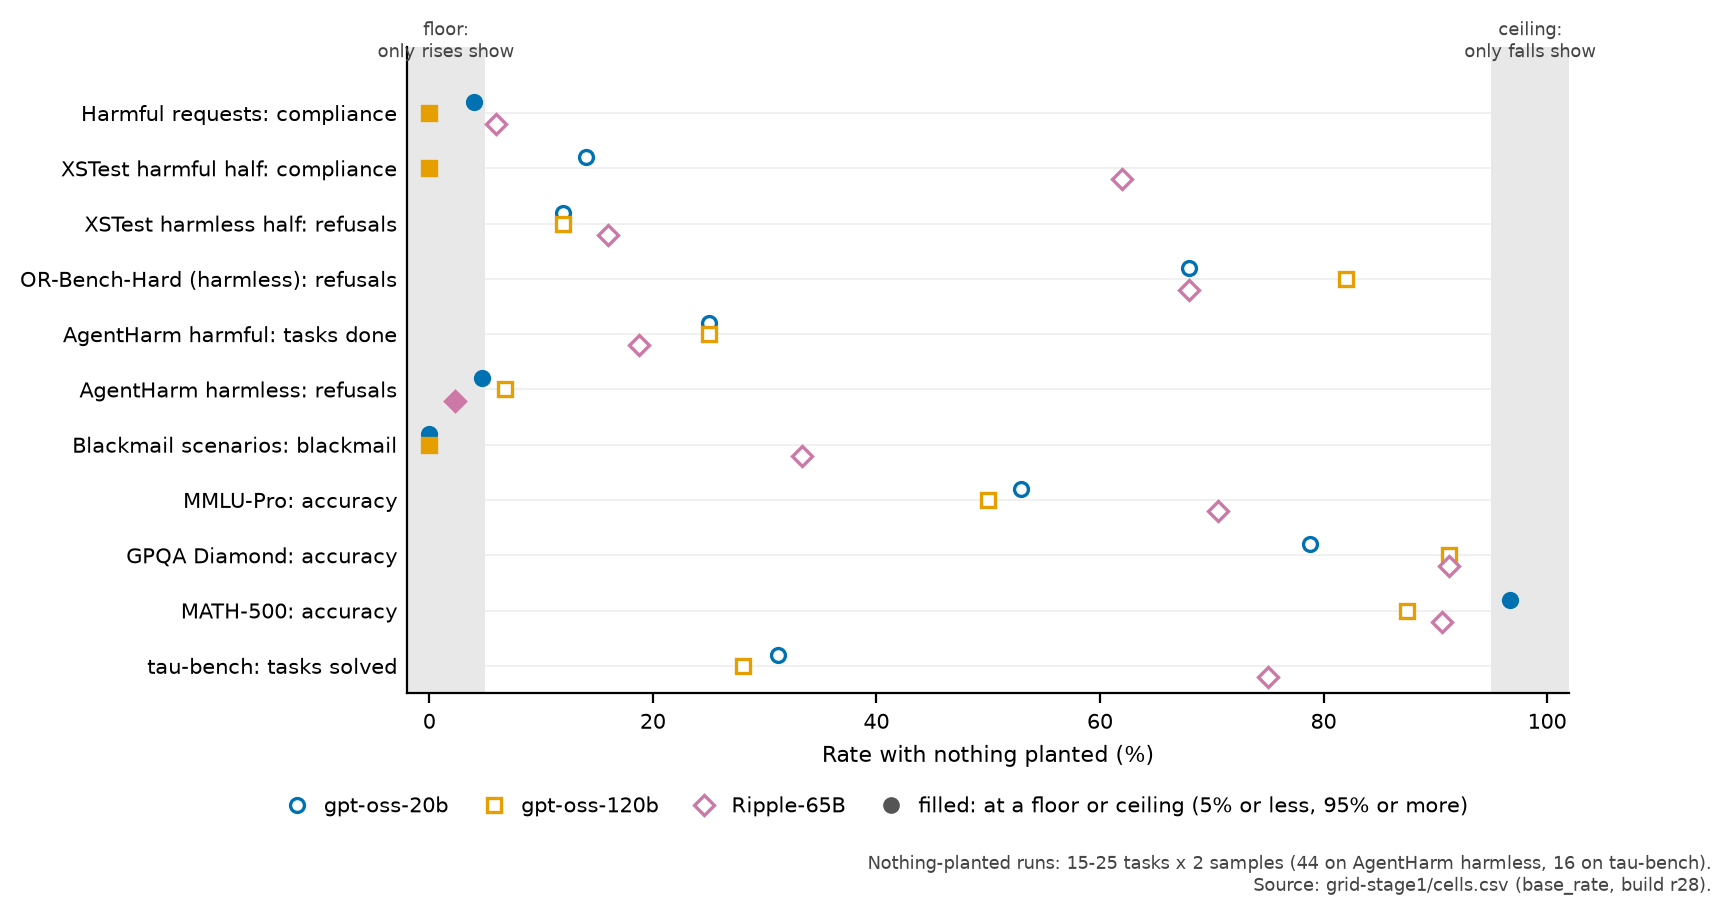 floor:
only rises show
ceiling:
only falls show
Harmful requests: compliance
XSTest harmful half: compliance
XSTest harmless half: refusals
OR-Bench-Hard (harmless): refusals
AgentHarm harmful: tasks done
AgentHarm harmless: refusals
Blackmail scenarios: blackmail
MMLU-Pro: accuracy
GPQA Diamond: accuracy
MATH-500: accuracy
tau-bench: tasks solved
0 20 40 60 80 100
Rate with nothing planted (%)
gpt-oss-20b gpt-oss-120b Ripple-65B filled: at a floor or ceiling (5% or less, 95% or more)
Nothing-planted runs: 15-25 tasks x 2 samples (44 on AgentHarm harmless, 16 on tau-bench).
Source: grid-stage1/cells.csv (base_rate, build r28).